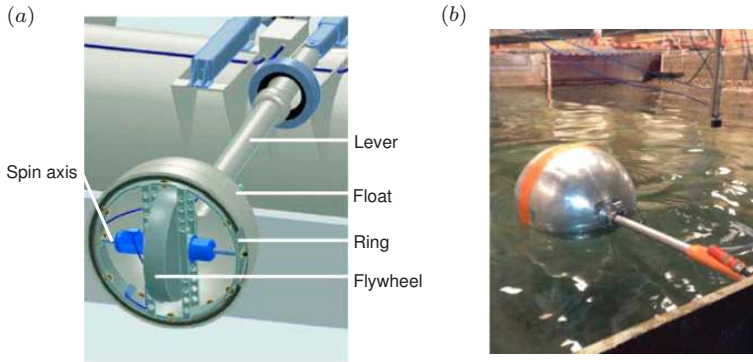 (a)
Spin axis
Lever
Float
Ring
Flywheel
(b)